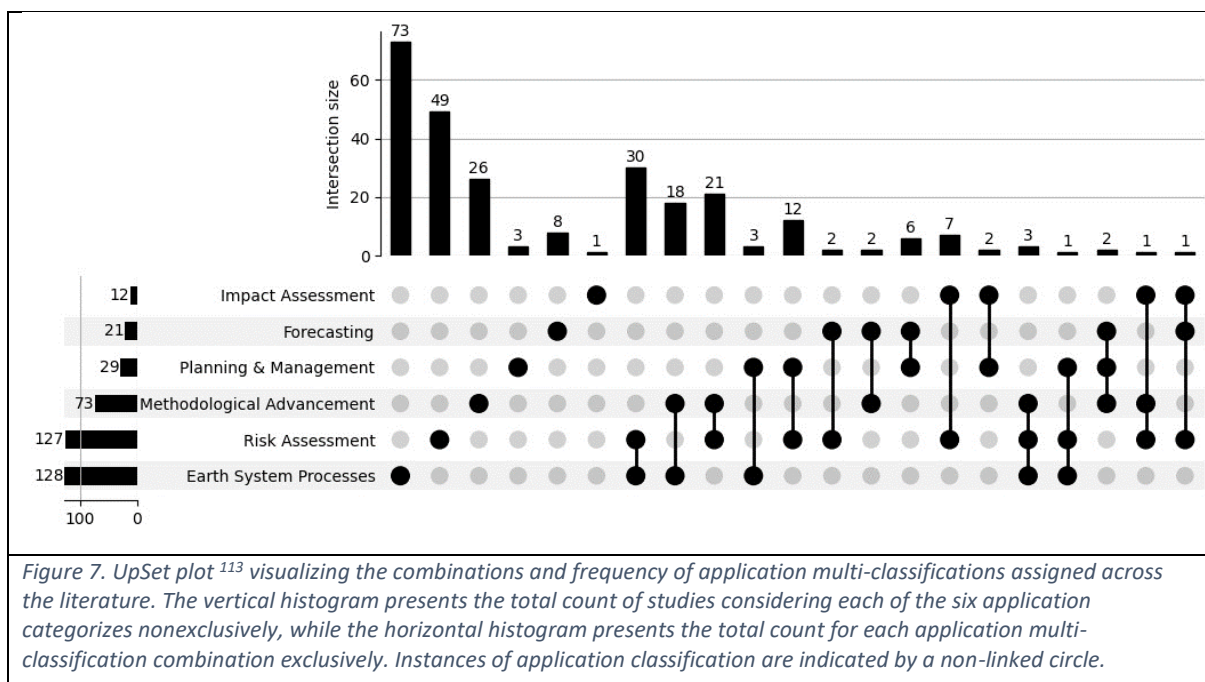 73
49
26
3
8
1
30
18
21
3
12
2
2
6
7
2
3
1
2
1
1
Intersection size
60
40
20
0
12 Impact Assessment
21 Forecasting
29 Planning & Management
73 Methodological Advancement
127 Risk Assessment
128 Earth System Processes
100 0
Figure 7. UpSet plot 113 visualizing the combinations and frequency of application multi-classifications assigned across
the literature. The vertical histogram presents the total count of studies considering each of the six application
categorizes nonexclusively, while the horizontal histogram presents the total count for each application multi-
classification combination exclusively. Instances of application classification are indicated by a non-linked circle.